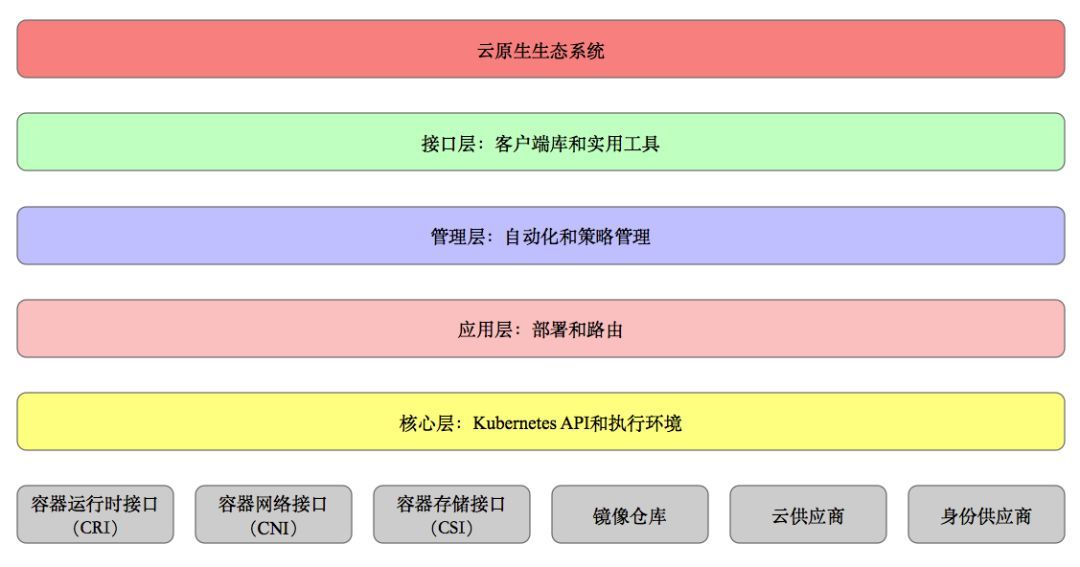 云原生生态系统
接口层：客户端库和实用工具
管理层：自动化和策略管理
应用层：部署和路由
核心层：Kubernetes API和执行环境
容器运行时接口
（CRI）
容器网络接口
（CNI）
容器存储接口
（CSI）
镜像仓库
云供应商
身份供应商